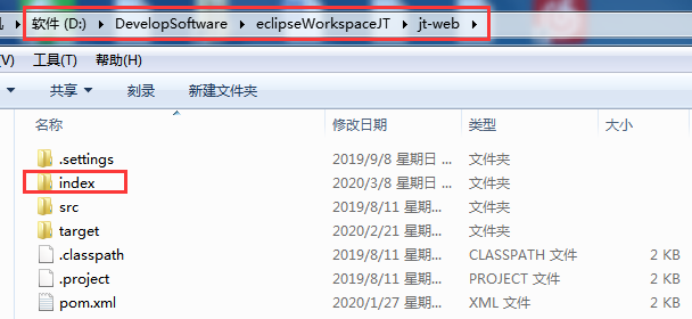 软件 (D:) ▸ DevelopSoftware ▸ eclipseWorkspaceJT ▸ jt-web ▸
(V) 工具(T) 帮助(H)
共享 刻录 新建文件夹
名称 修改日期 类型 大小
.settings 2019/9/8 星期日 ... 文件夹
index 2020/3/8 星期日 ... 文件夹
src 2019/8/11 星期... 文件夹
target 2020/2/21 星期... 文件夹
.classpath 2019/8/11 星期... CLASSPATH 文件 2 KB
.project 2019/8/11 星期... PROJECT 文件 2 KB
pom.xml 2020/1/27 星期... XML 文件 2 KB